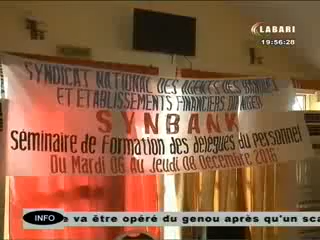 LABARI
19:56:28
SYNDICAT NATIONAL DES AGENTS DES BANQUES
ET ETABLISSEMENTS FINANCIERS DU NIGER
SYNBANK
Séminaire de Formation des délégués du personnel
Du Mardi 06 Au Jeudi 08 Décembre 2016
INFO
e va être opéré du genou après qu'un sca